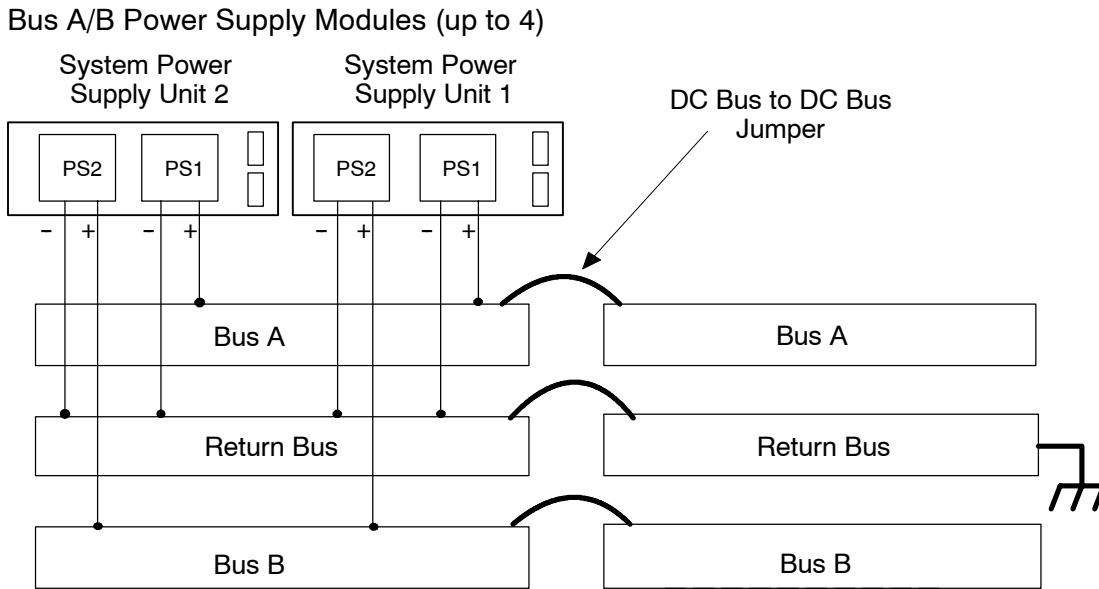 Bus A/B Power Supply Modules (up to 4)
System Power
Supply Unit 2
System Power
Supply Unit 1
DC Bus to DC Bus
Jumper
PS2
PS1
PS2
PS1
− + − + − + − +
Bus A
Bus A
Return Bus
Return Bus
Bus B
Bus B